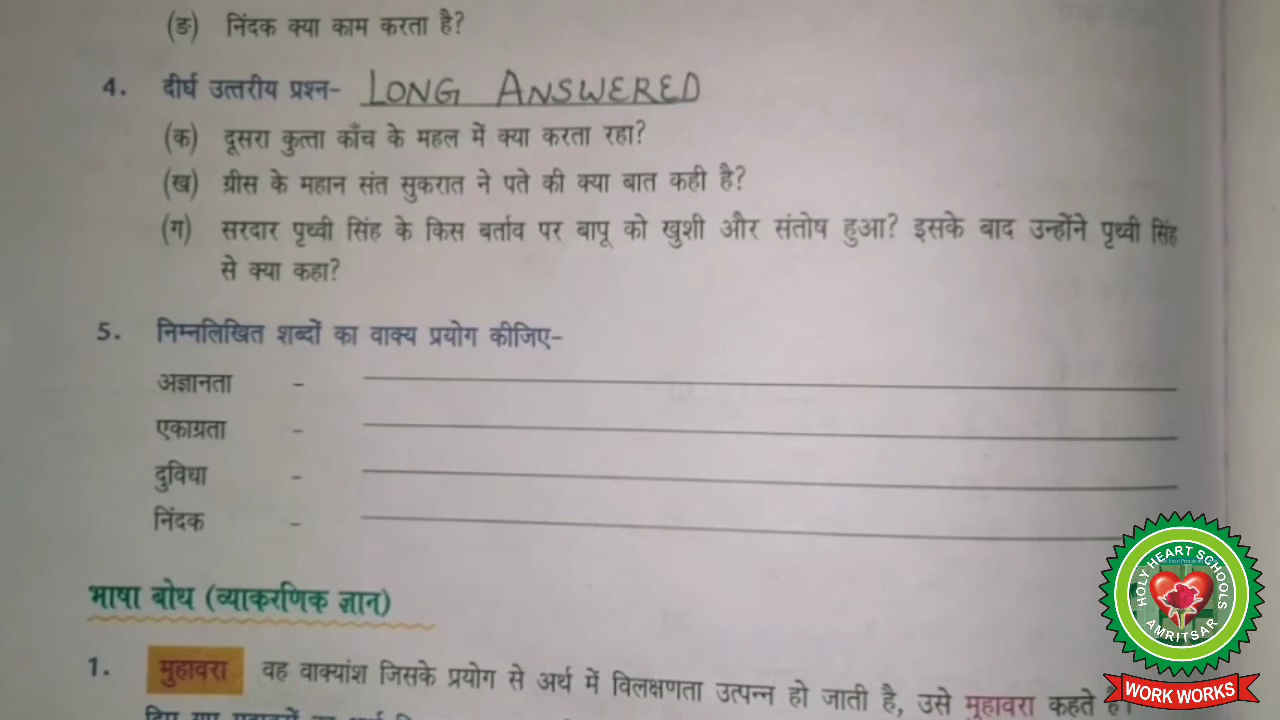 (ङ) निंदक क्या काम करता है?
4. दीर्घ उत्तरीय प्रश्न- LONG ANSWERED
(क) दूसरा कुत्ता काँच के महल में क्या करता रहा?
(ख) ग्रीस के महान संत सुकरात ने पते की क्या बात कही है?
(ग) सरदार पृथ्वी सिंह के किस बर्ताव पर बापू को खुशी और संतोष हुआ? इसके बाद उन्होंने पृथ्वी सिंह
से क्या कहा?
5. निम्नलिखित शब्दों का वाक्य प्रयोग कीजिए-
अज्ञानता -
एकाग्रता -
दुविधा -
निंदक -
भाषा बोध (व्याकरणिक ज्ञान)
1. मुहावरा वह वाक्यांश जिसके प्रयोग से अर्थ में विलक्षणता उत्पन्न हो जाती है, उसे मुहावरा कहते
HOLY HEART SCHOOLS
AMRITSAR
WORK WORKS